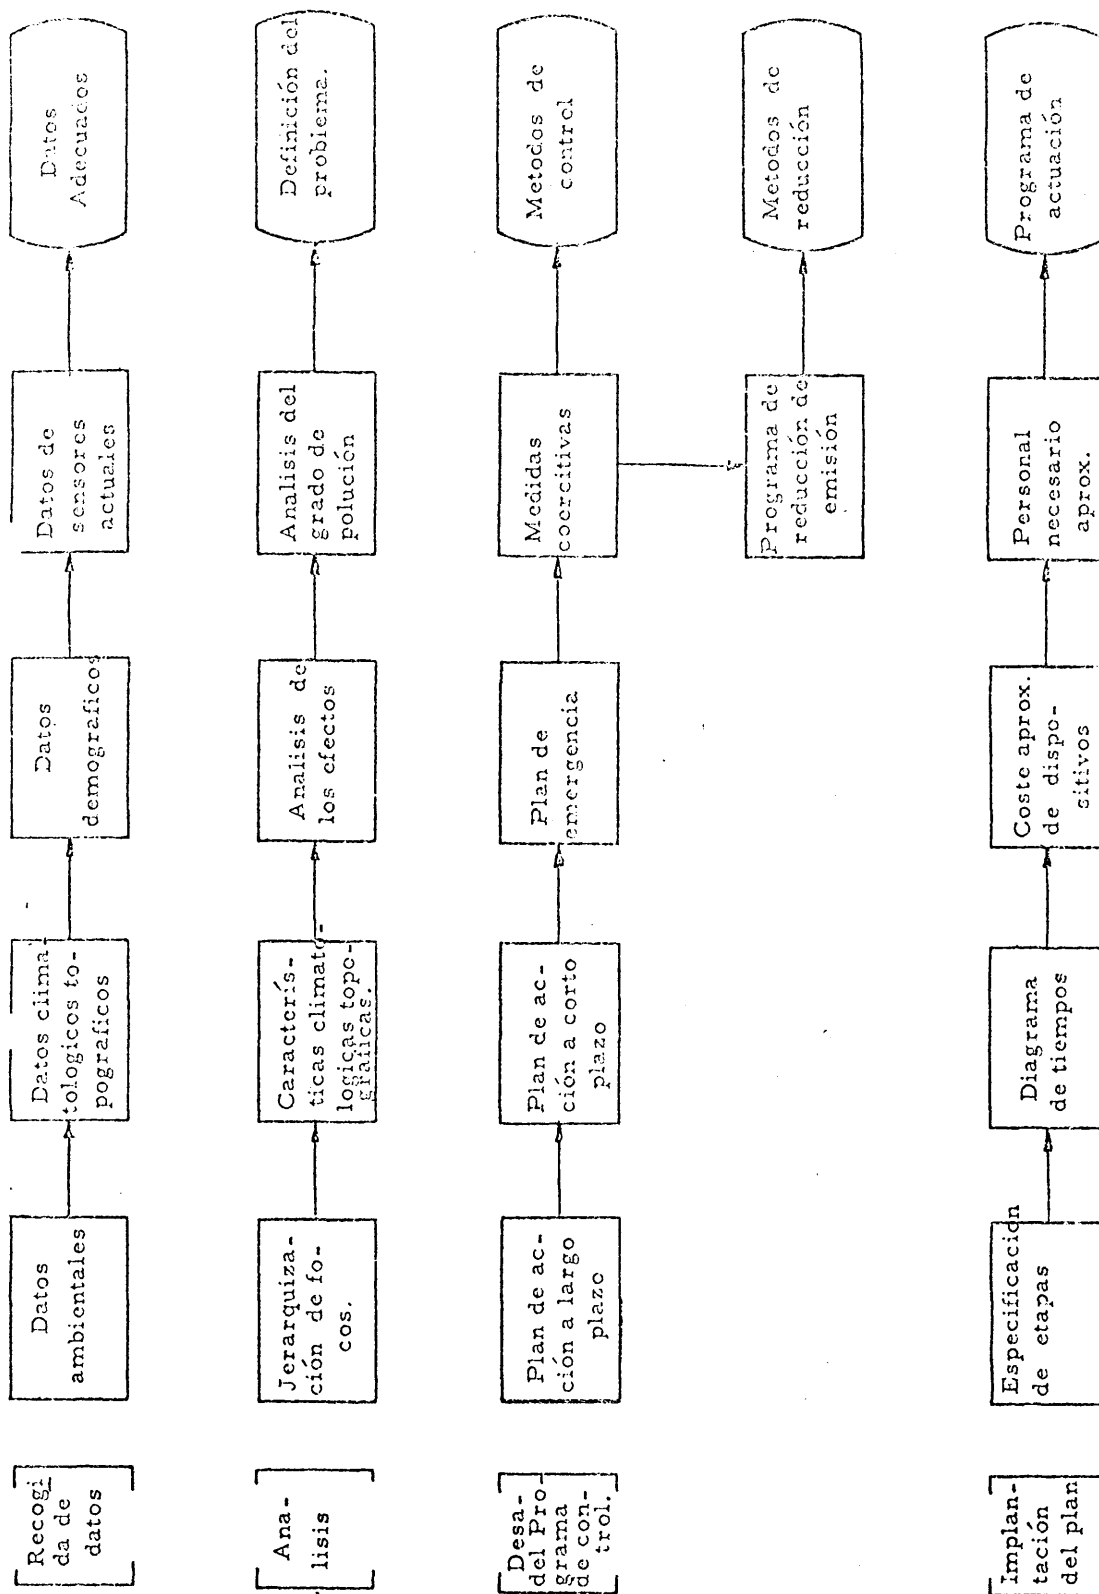 Recogi
da de
datos
Datos
ambientales
Datos clima
tologicos to-
pograficos
Datos
demograficos
Datos de
sensores
actuales
Datos
Adecuados
Ana-
lisis
Jerarquiza-
ción de fo-
cos.
Caracterís-
ticas climato-
logicas topo-
gráficas.
Analisis de
los efectos
Analisis del
grado de
polución
Definición del
problema.
Desa-
del Pro-
grama
de con-
trol.
Plan de ac-
ción a largo
plazo
Plan de ac-
ción a corto
plazo
Plan de
emergencia
Medidas
coercitivas
Metodos de
control
Programa de
reducción de
emisión
Metodos de
reducción
Implan-
tación
del plan
Especificación
de etapas
Diagrama
de tiempos
Coste aprox.
de dispo-
sitivos
Personal
necesario
aprox.
Programa de
actuación